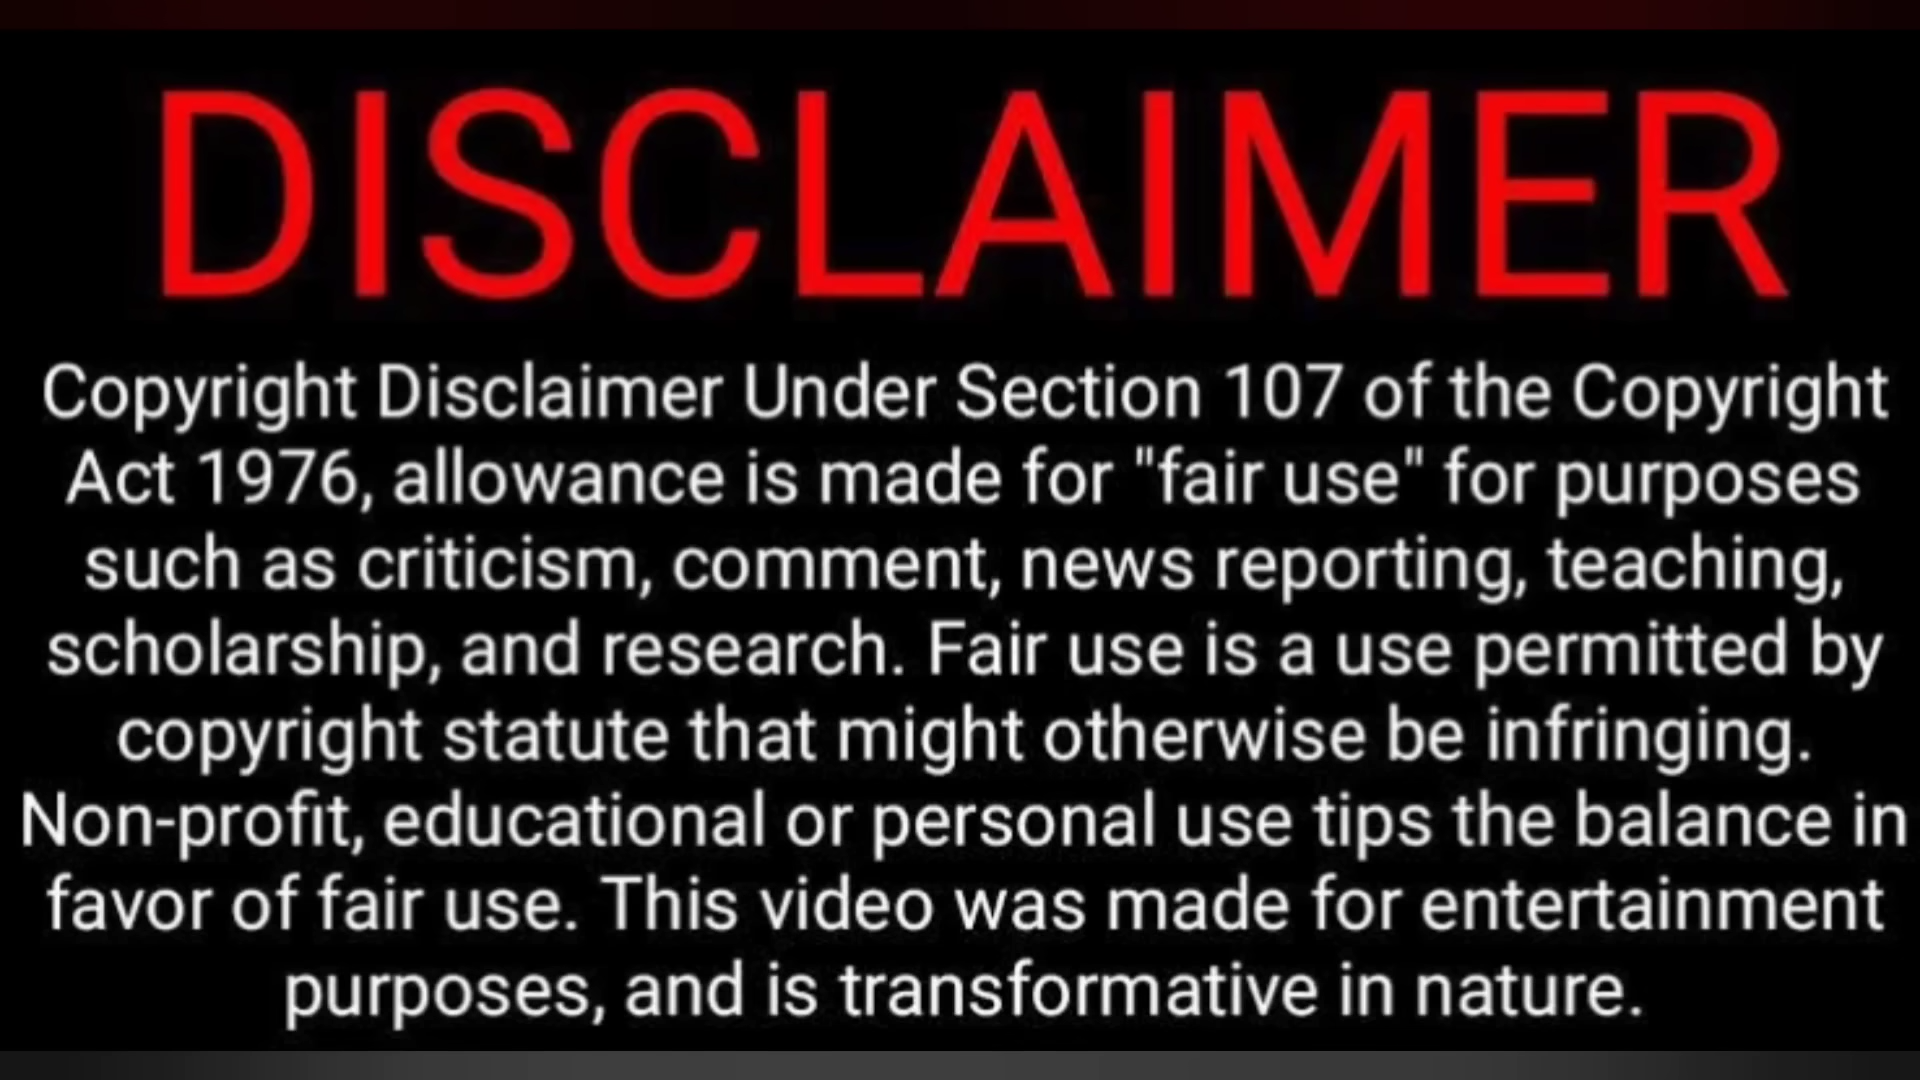 DISCLAIMER
Copyright Disclaimer Under Section 107 of the Copyright
Act 1976, allowance is made for "fair use" for purposes
such as criticism, comment, news reporting, teaching,
scholarship, and research. Fair use is a use permitted by
copyright statute that might otherwise be infringing.
Non-profit, educational or personal use tips the balance in
favor of fair use. This video was made for entertainment
purposes, and is transformative in nature.